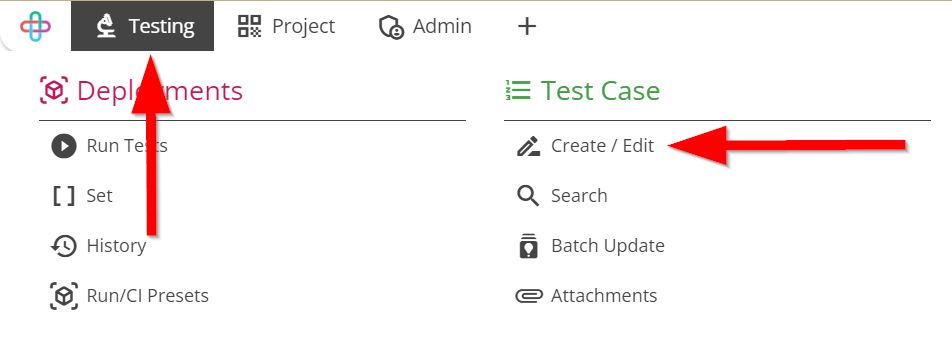 Testing Project Admin
Deployments Test Case
Run Tests Create / Edit
[ ] Set Search
History Batch Update
Run/CI Presets Attachments